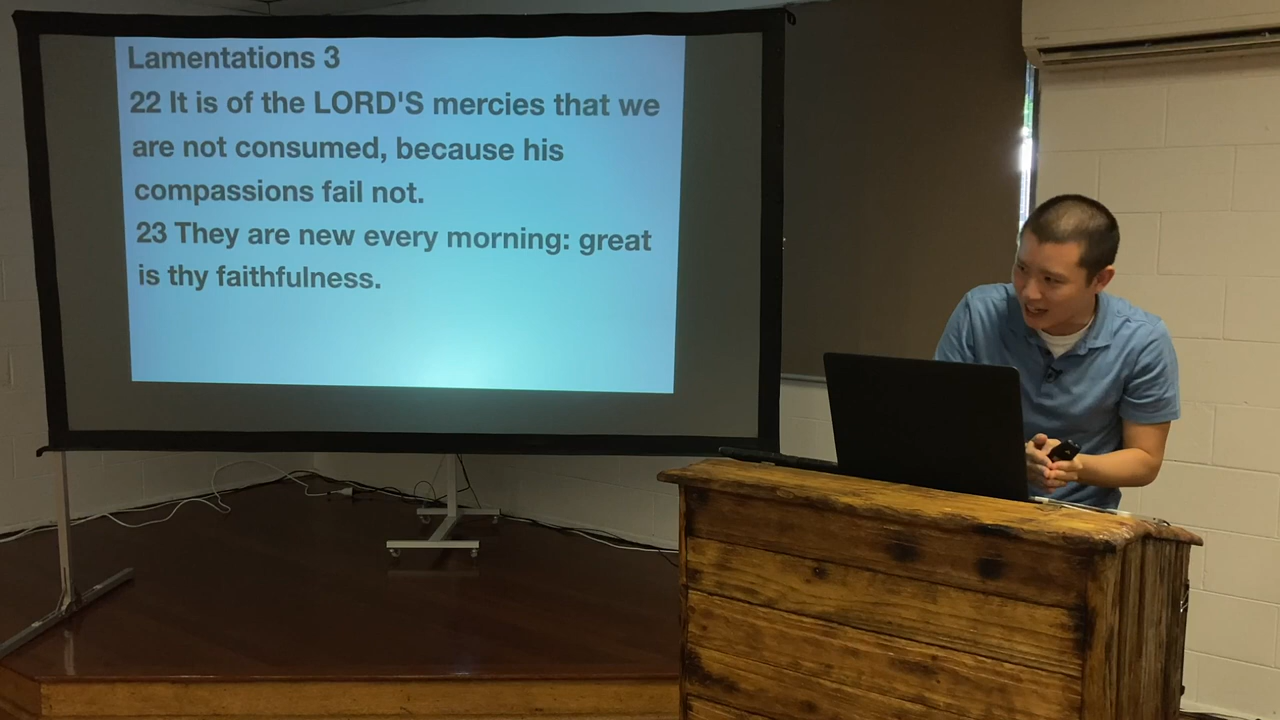 Lamentations 3
22 It is of the LORD'S mercies that we
are not consumed, because his
compassions fail not.
23 They are new every morning: great
is thy faithfulness.